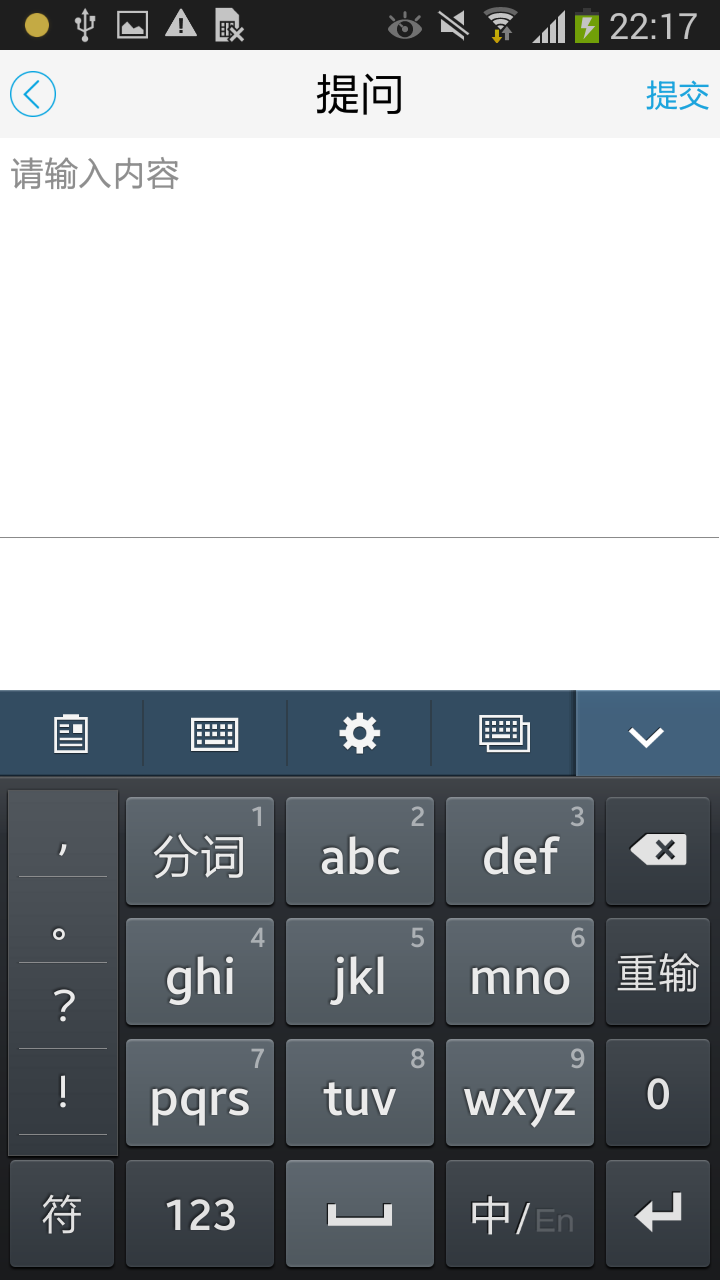 22:17
提问
提交
请输入内容
,
分词 1
abc 2
def 3
。
ghi 4
jkl 5
mno 6
重输
?
pqrs 7
tuv 8
wxyz 9
0
!
符
123
中/En